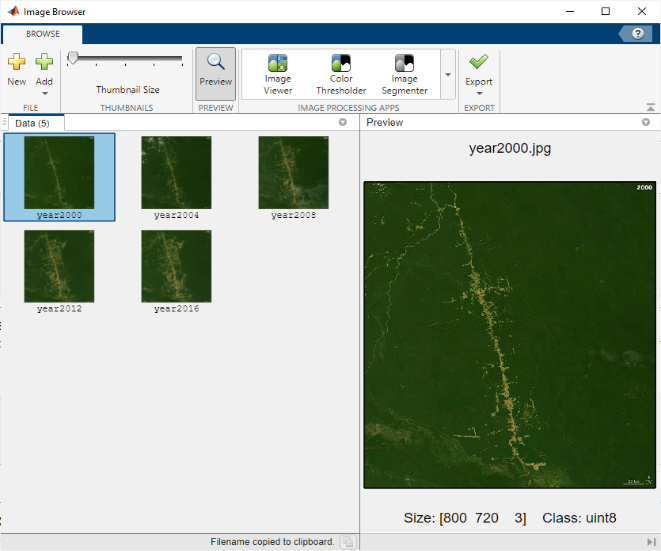 Image Browser
BROWSE
?
New
Add
Thumbnail Size
Preview
Image Viewer
Color Thresholder
Image Segmenter
Export
FILE
THUMBNAILS
PREVIEW
IMAGE PROCESSING APPS
EXPORT
Data (5)
Preview
year2000
year2004
year2008
year2012
year2016
year2000.jpg
2000
Size: [800 720 3] Class: uint8
Filename copied to clipboard.